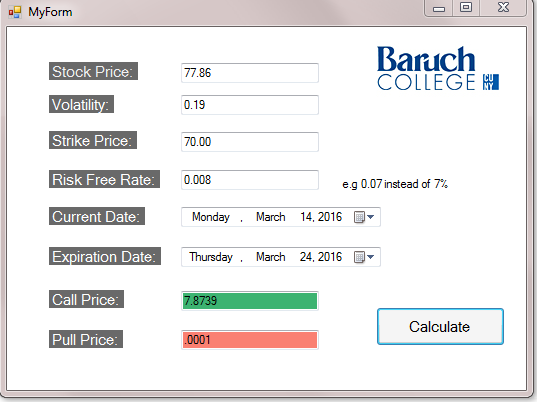 MyForm
Baruch
COLLEGE CU
NY
Stock Price: 77.86
Volatility: 0.19
Strike Price: 70.00
Risk Free Rate: 0.008 e.g 0.07 instead of 7%
Current Date: Monday , March 14, 2016
Expiration Date: Thursday , March 24, 2016
Call Price: 7.8739
Calculate
Pull Price: .0001